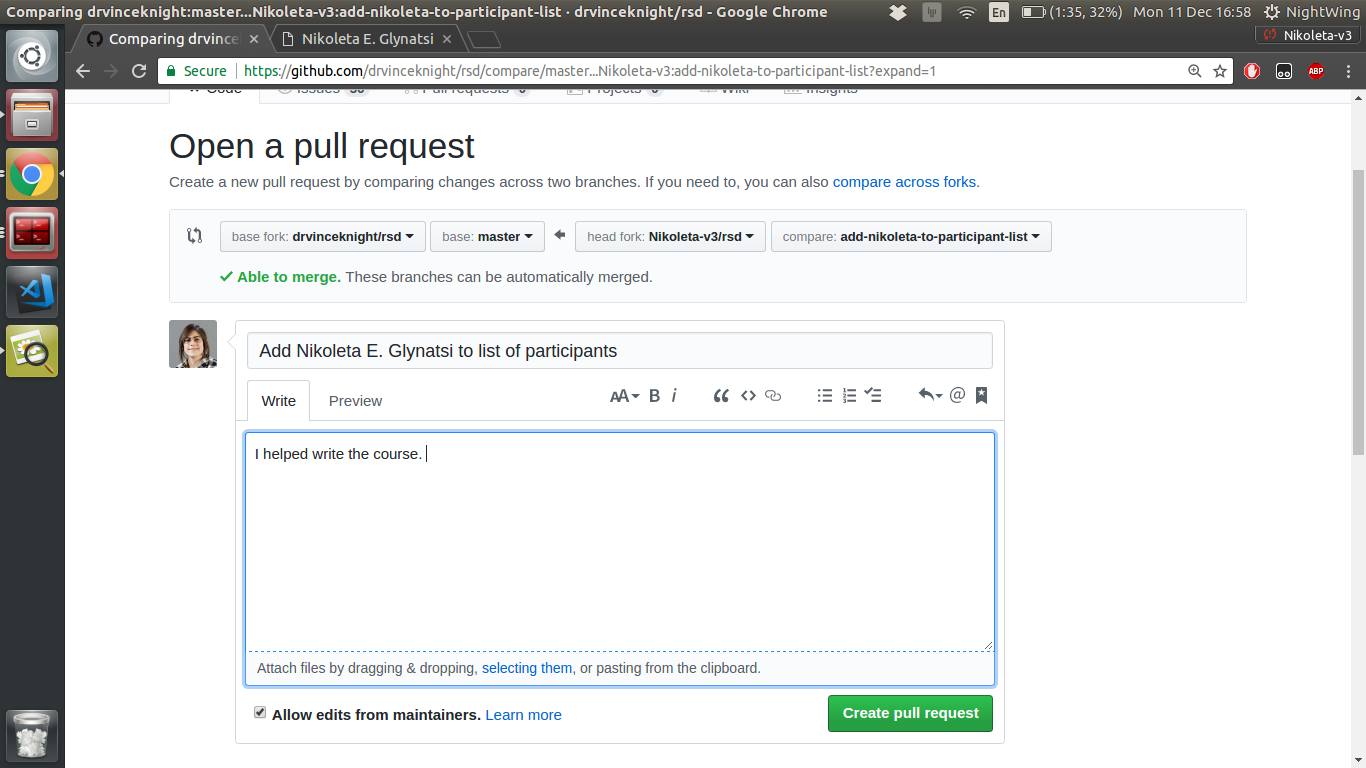 Comparing drvinceknight:master...Nikoleta-v3:add-nikoleta-to-participant-list · drvinceknight/rsd - Google Chrome
En (1:35, 32%) Mon 11 Dec 16:58 NightWing
Comparing drvince Nikoleta E. Glynatsi Nikoleta-v3
Secure https://github.com/drvinceknight/rsd/compare/master...Nikoleta-v3:add-nikoleta-to-participant-list?expand=1 ABP
Code Issues Pull requests Projects Wiki Insights
Open a pull request
Create a new pull request by comparing changes across two branches. If you need to, you can also compare across forks.
base fork: drvinceknight/rsd base: master head fork: Nikoleta-v3/rsd compare: add-nikoleta-to-participant-list
Able to merge. These branches can be automatically merged.
Add Nikoleta E. Glynatsi to list of participants
Write Preview AA B i
I helped write the course.
Attach files by dragging & dropping, selecting them, or pasting from the clipboard.
Allow edits from maintainers. Learn more Create pull request